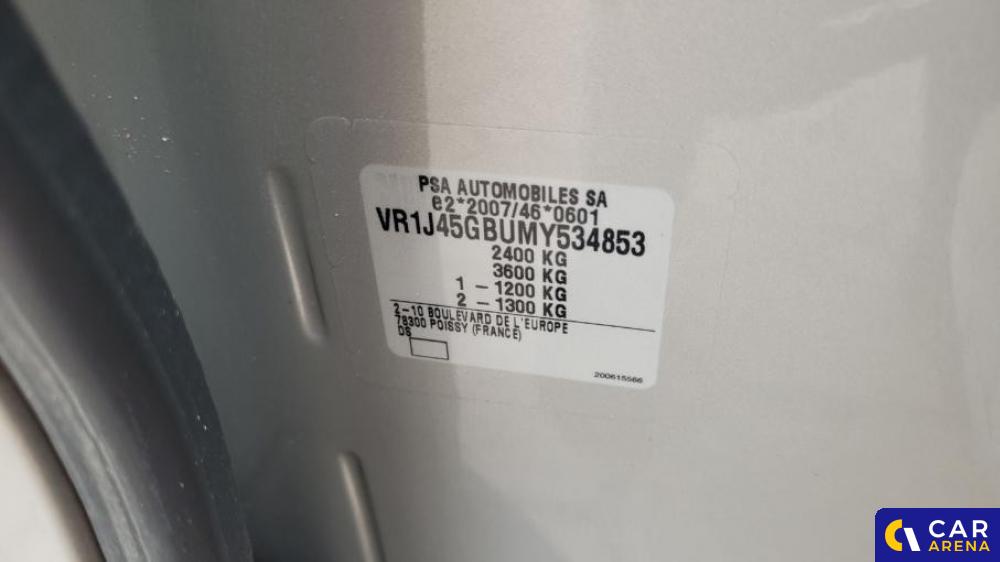 PSA AUTOMOBILES SA
e2*2007/46*0601
VR1J45GBUMY534853
2400 KG
3600 KG
1 - 1200 KG
2 - 1300 KG
2-10 BOULEVARD DE L'EUROPE
78300 POISSY (FRANCE)
DS
200615566
CAR
ARENA